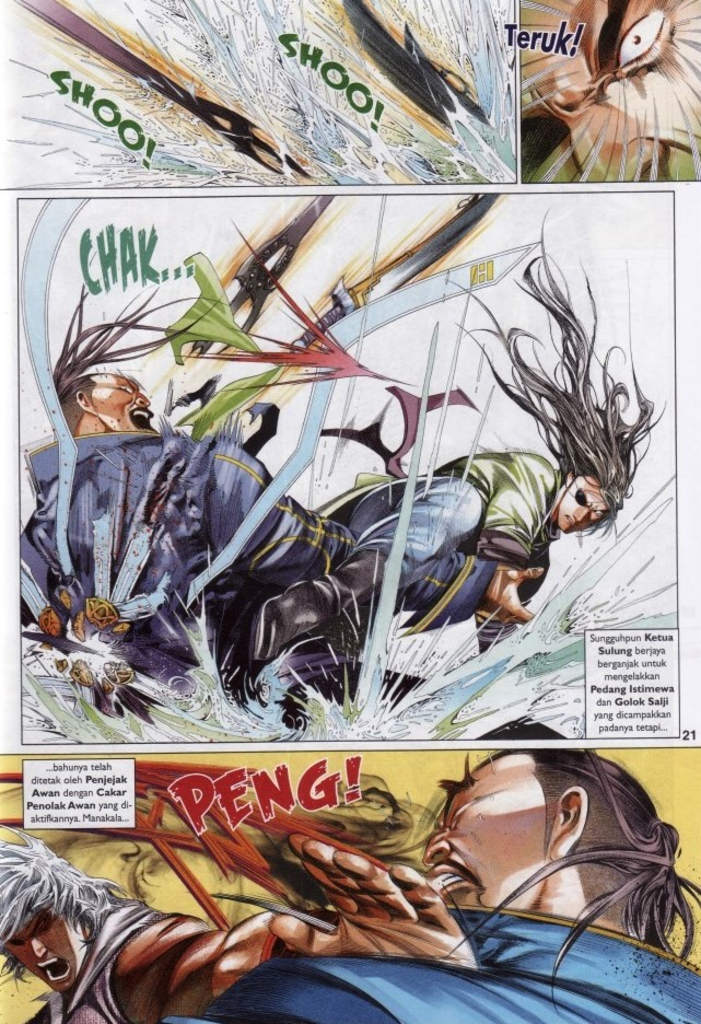 SHOO!
SHOO!
Teruk!
CHAK...
Sungguhpun Ketua
Sulung berjaya
berganjak untuk
mengelakkan
Pedang Istimewa
dan Golok Salji
yang dicampakkan
padanya tetapi...
21
...bahunya telah
ditetak oleh Penjejak
Awan dengan Cakar
Penolak Awan yang di-
aktifkannya. Manakala...
PENG!